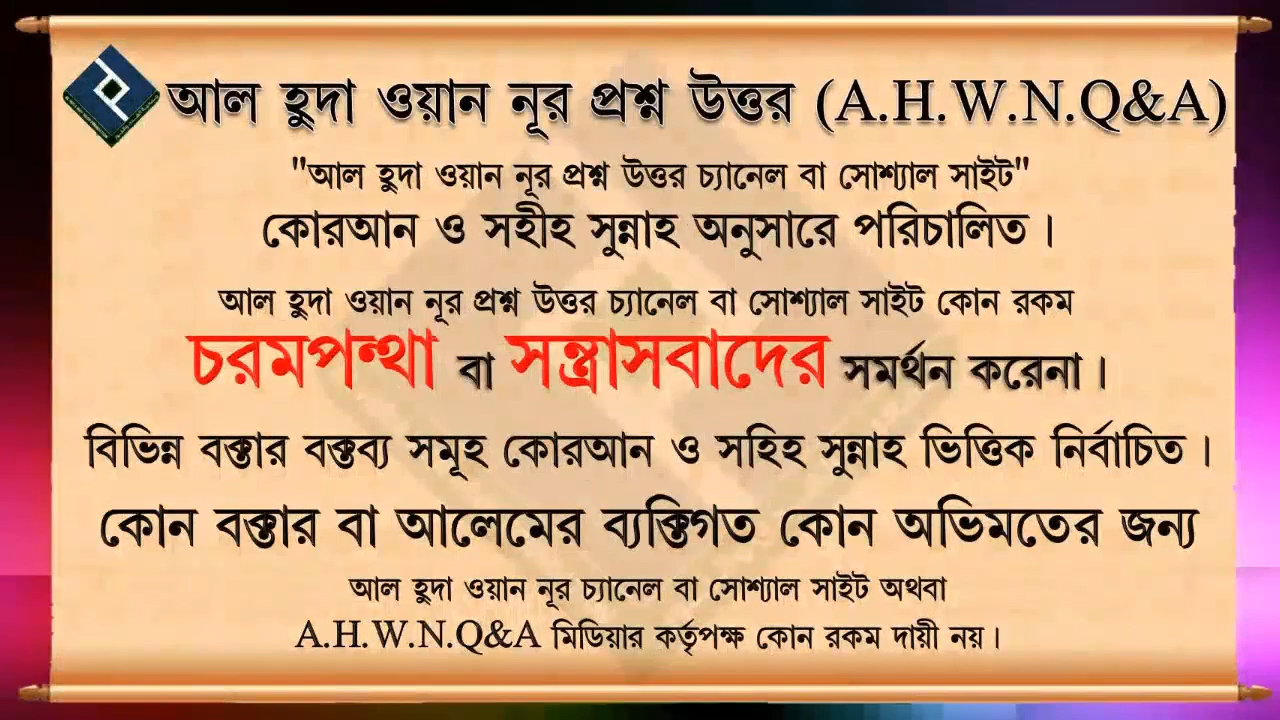 আল হুদা ওয়ান নূর প্রশ্ন উত্তর (A.H.W.N.Q&A)
"আল হুদা ওয়ান নূর প্রশ্ন উত্তর চ্যানেল বা সোশ্যাল সাইট"
কোরআন ও সহীহ সুন্নাহ অনুসারে পরিচালিত।
আল হুদা ওয়ান নূর প্রশ্ন উত্তর চ্যানেল বা সোশ্যাল সাইট কোন রকম
চরমপন্থা বা সন্ত্রাসবাদের সমর্থন করেনা।
বিভিন্ন বক্তার বক্তব্য সমূহ কোরআন ও সহিহ সুন্নাহ ভিত্তিক নির্বাচিত।
কোন বক্তার বা আলেমের ব্যক্তিগত কোন অভিমতের জন্য
আল হুদা ওয়ান নূর চ্যানেল বা সোশ্যাল সাইট অথবা
A.H.W.N.Q&A মিডিয়ার কর্তৃপক্ষ কোন রকম দায়ী নয়।